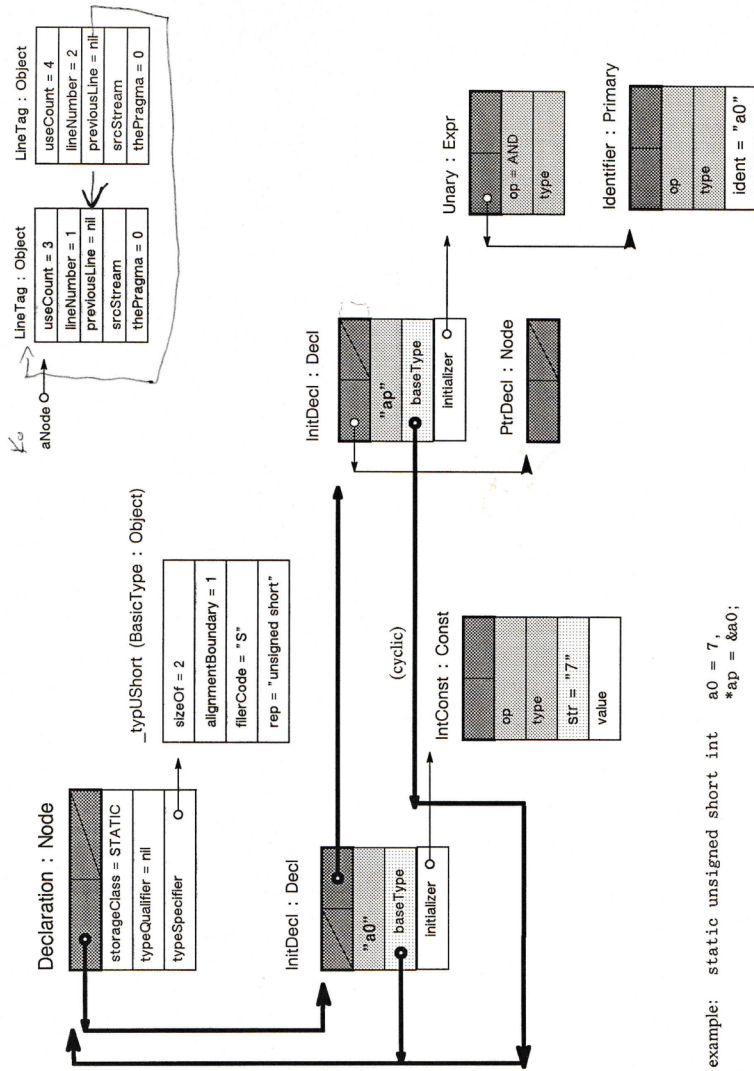 Declaration : Node
storageClass = STATIC
typeQualifier = nil
typeSpecifier
_typUShort (BasicType : Object)
sizeOf = 2
alignmentBoundary = 1
filerCode = "S"
rep = "unsigned short"
aNode
LineTag : Object
useCount = 3
lineNumber = 1
previousLine = nil
srcStream
thePragma = 0
LineTag : Object
useCount = 4
lineNumber = 2
previousLine = nil
srcStream
thePragma = 0
InitDecl : Decl
"a0"
baseType
initializer
InitDecl : Decl
"ap"
baseType
initializer
(cyclic)
Unary : Expr
op = AND
type
IntConst : Const
op
type
str = "7"
value
PtrDecl : Node
Identifier : Primary
op
type
ident = "a0"
example: static unsigned short int a0 = 7,
*ap = &a0;